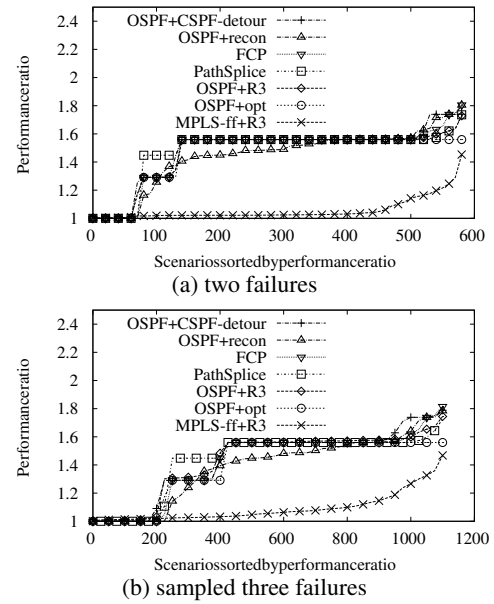 2.4
2.2
2
1.8
1.6
1.4
1.2
1
Performanceratio
OSPF+CSPF-detour
OSPF+recon
FCP
PathSplice
OSPF+R3
OSPF+opt
MPLS-ff+R3
0 100 200 300 400 500 600
Scenariossortedbyperformanceratio
(a) two failures
2.4
2.2
2
1.8
1.6
1.4
1.2
1
Performanceratio
OSPF+CSPF-detour
OSPF+recon
FCP
PathSplice
OSPF+R3
OSPF+opt
MPLS-ff+R3
0 200 400 600 800 1000 1200
Scenariossortedbyperformanceratio
(b) sampled three failures